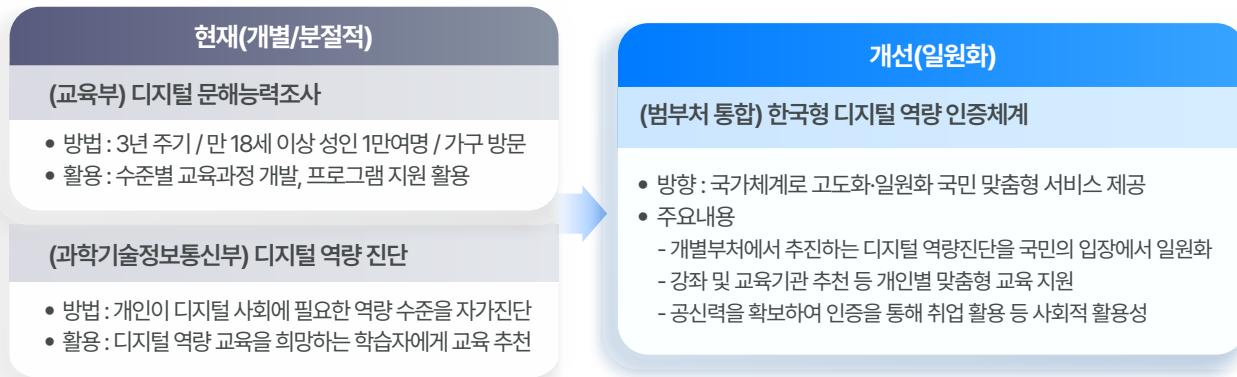 현재(개별/분절적)
(교육부) 디지털 문해능력조사
• 방법 : 3년 주기 / 만 18세 이상 성인 1만여명 / 가구 방문
• 활용 : 수준별 교육과정 개발, 프로그램 지원 활용
(과학기술정보통신부) 디지털 역량 진단
• 방법 : 개인이 디지털 사회에 필요한 역량 수준을 자가진단
• 활용 : 디지털 역량 교육을 희망하는 학습자에게 교육 추천
개선(일원화)
(범부처 통합) 한국형 디지털 역량 인증체계
• 방향 : 국가체계로 고도화·일원화 국민 맞춤형 서비스 제공
• 주요내용
- 개별부처에서 추진하는 디지털 역량진단을 국민의 입장에서 일원화
- 강좌 및 교육기관 추천 등 개인별 맞춤형 교육 지원
- 공신력을 확보하여 인증을 통해 취업 활용 등 사회적 활용성